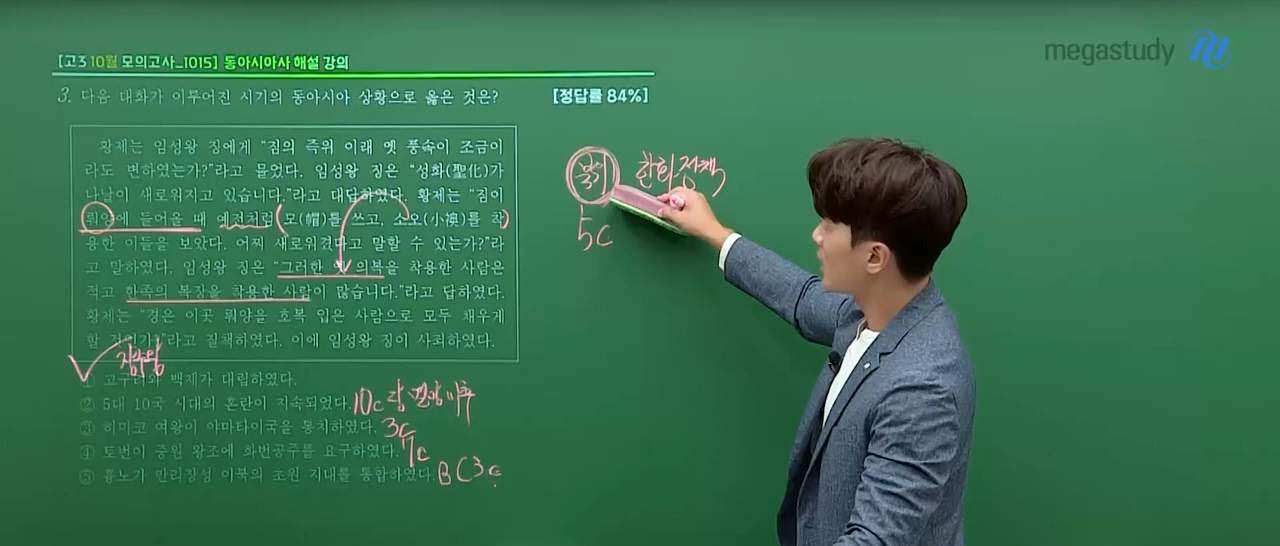 megastudy
[고3 10월 모의고사_1015] 동아시아사 해설 강의
3. 다음 대화가 이루어진 시기의 동아시아 상황으로 옳은 것은?
[정답률 84%]
황제는 임성왕 징에게 “짐의 즉위 이래 옛 풍속이 조금이
라도 변하였는가?”라고 물었다. 임성왕 징은 “성화(聖化)가
나날이 새로워지고 있습니다.”라고 대답하였다. 황제는 “짐이
뤄양에 들어올 때 예전처럼 모(帽)를 쓰고, 소오(小襖)를 착
용한 이들을 보았다. 어찌 새로워졌다고 말할 수 있는가?”라
고 말하였다. 임성왕 징은 “그러한 옛 의복을 착용한 사람은
적고 한족의 복장을 착용한 사람이 많습니다.”라고 답하였다.
황제는 “경은 이곳 뤄양을 호복 입은 사람으로 모두 채우게
할 것인가?”라고 질책하였다. 이에 임성왕 징이 사죄하였다.
장수왕
① 고구려와 백제가 대립하였다.
② 5대 10국 시대의 혼란이 지속되었다. 10c 당 멸망 이후
③ 히미코 여왕이 야마타이국을 통치하였다. 3c
④ 토번이 중원 왕조에 화번공주를 요구하였다. 7c
⑤ 흉노가 만리장성 이북의 초원 지대를 통합하였다. BC3c
북위 한화정책
5c